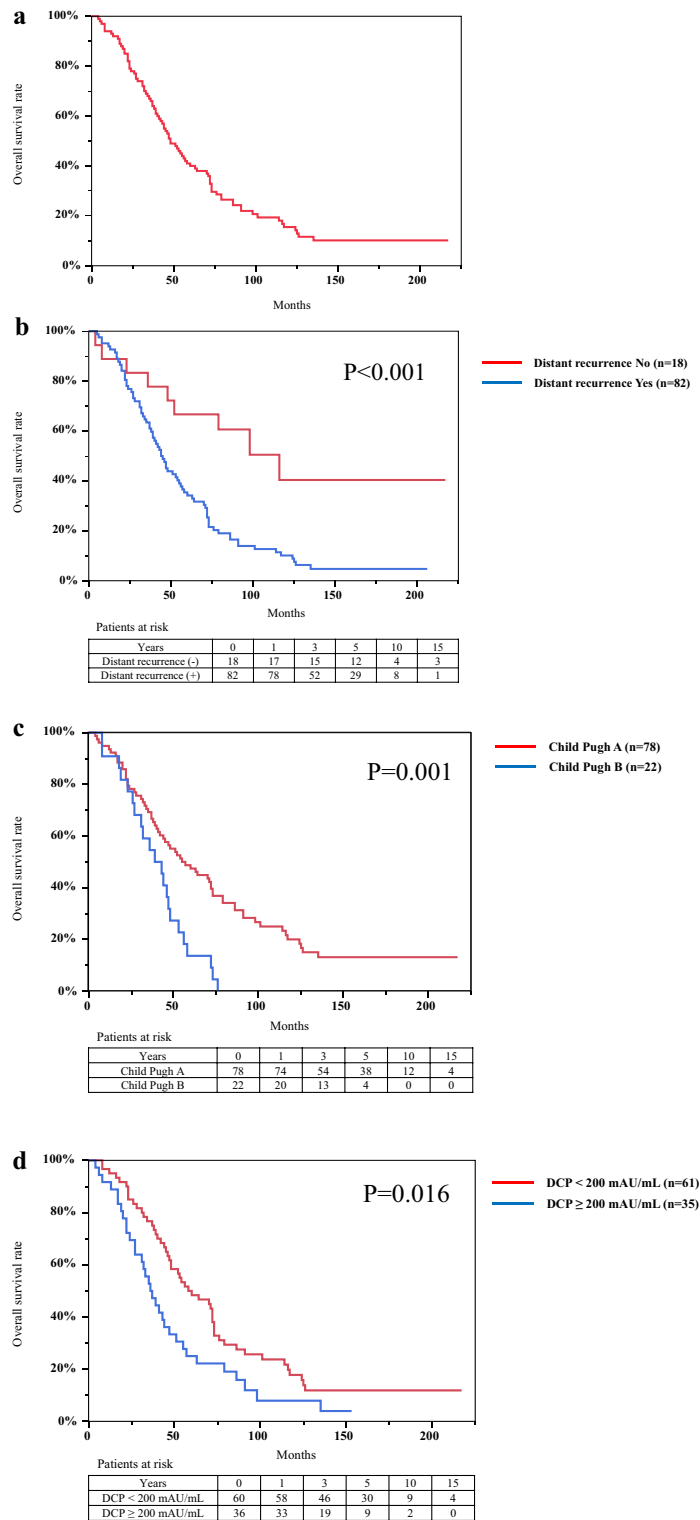 a
100%
80%
60%
40%
20%
0%
Overall survival rate
0 50 100 150 200
Months
b
100%
80%
60%
40%
20%
0%
Overall survival rate
P<0.001
Distant recurrence No (n=18)
Distant recurrence Yes (n=82)
0 50 100 150 200
Months
Patients at risk
Years 0 1 3 5 10 15
Distant recurrence (-) 18 17 15 12 4 3
Distant recurrence (+) 82 78 52 29 8 1
c
100%
80%
60%
40%
20%
0%
Overall survival rate
P=0.001
Child Pugh A (n=78)
Child Pugh B (n=22)
0 50 100 150 200
Months
Patients at risk
Years 0 1 3 5 10 15
Child Pugh A 78 74 54 38 12 4
Child Pugh B 22 20 13 4 0 0
d
100%
80%
60%
40%
20%
0%
Overall survival rate
P=0.016
DCP < 200 mAU/mL (n=61)
DCP ≥ 200 mAU/mL (n=35)
0 50 100 150 200
Months
Patients at risk
Years 0 1 3 5 10 15
DCP < 200 mAU/mL 60 58 46 30 9 4
DCP ≥ 200 mAU/mL 36 33 19 9 2 0